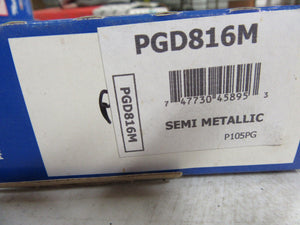 PGD816M
PGD816M
7 47730 45895 3
SEMI METALLIC
P105PG